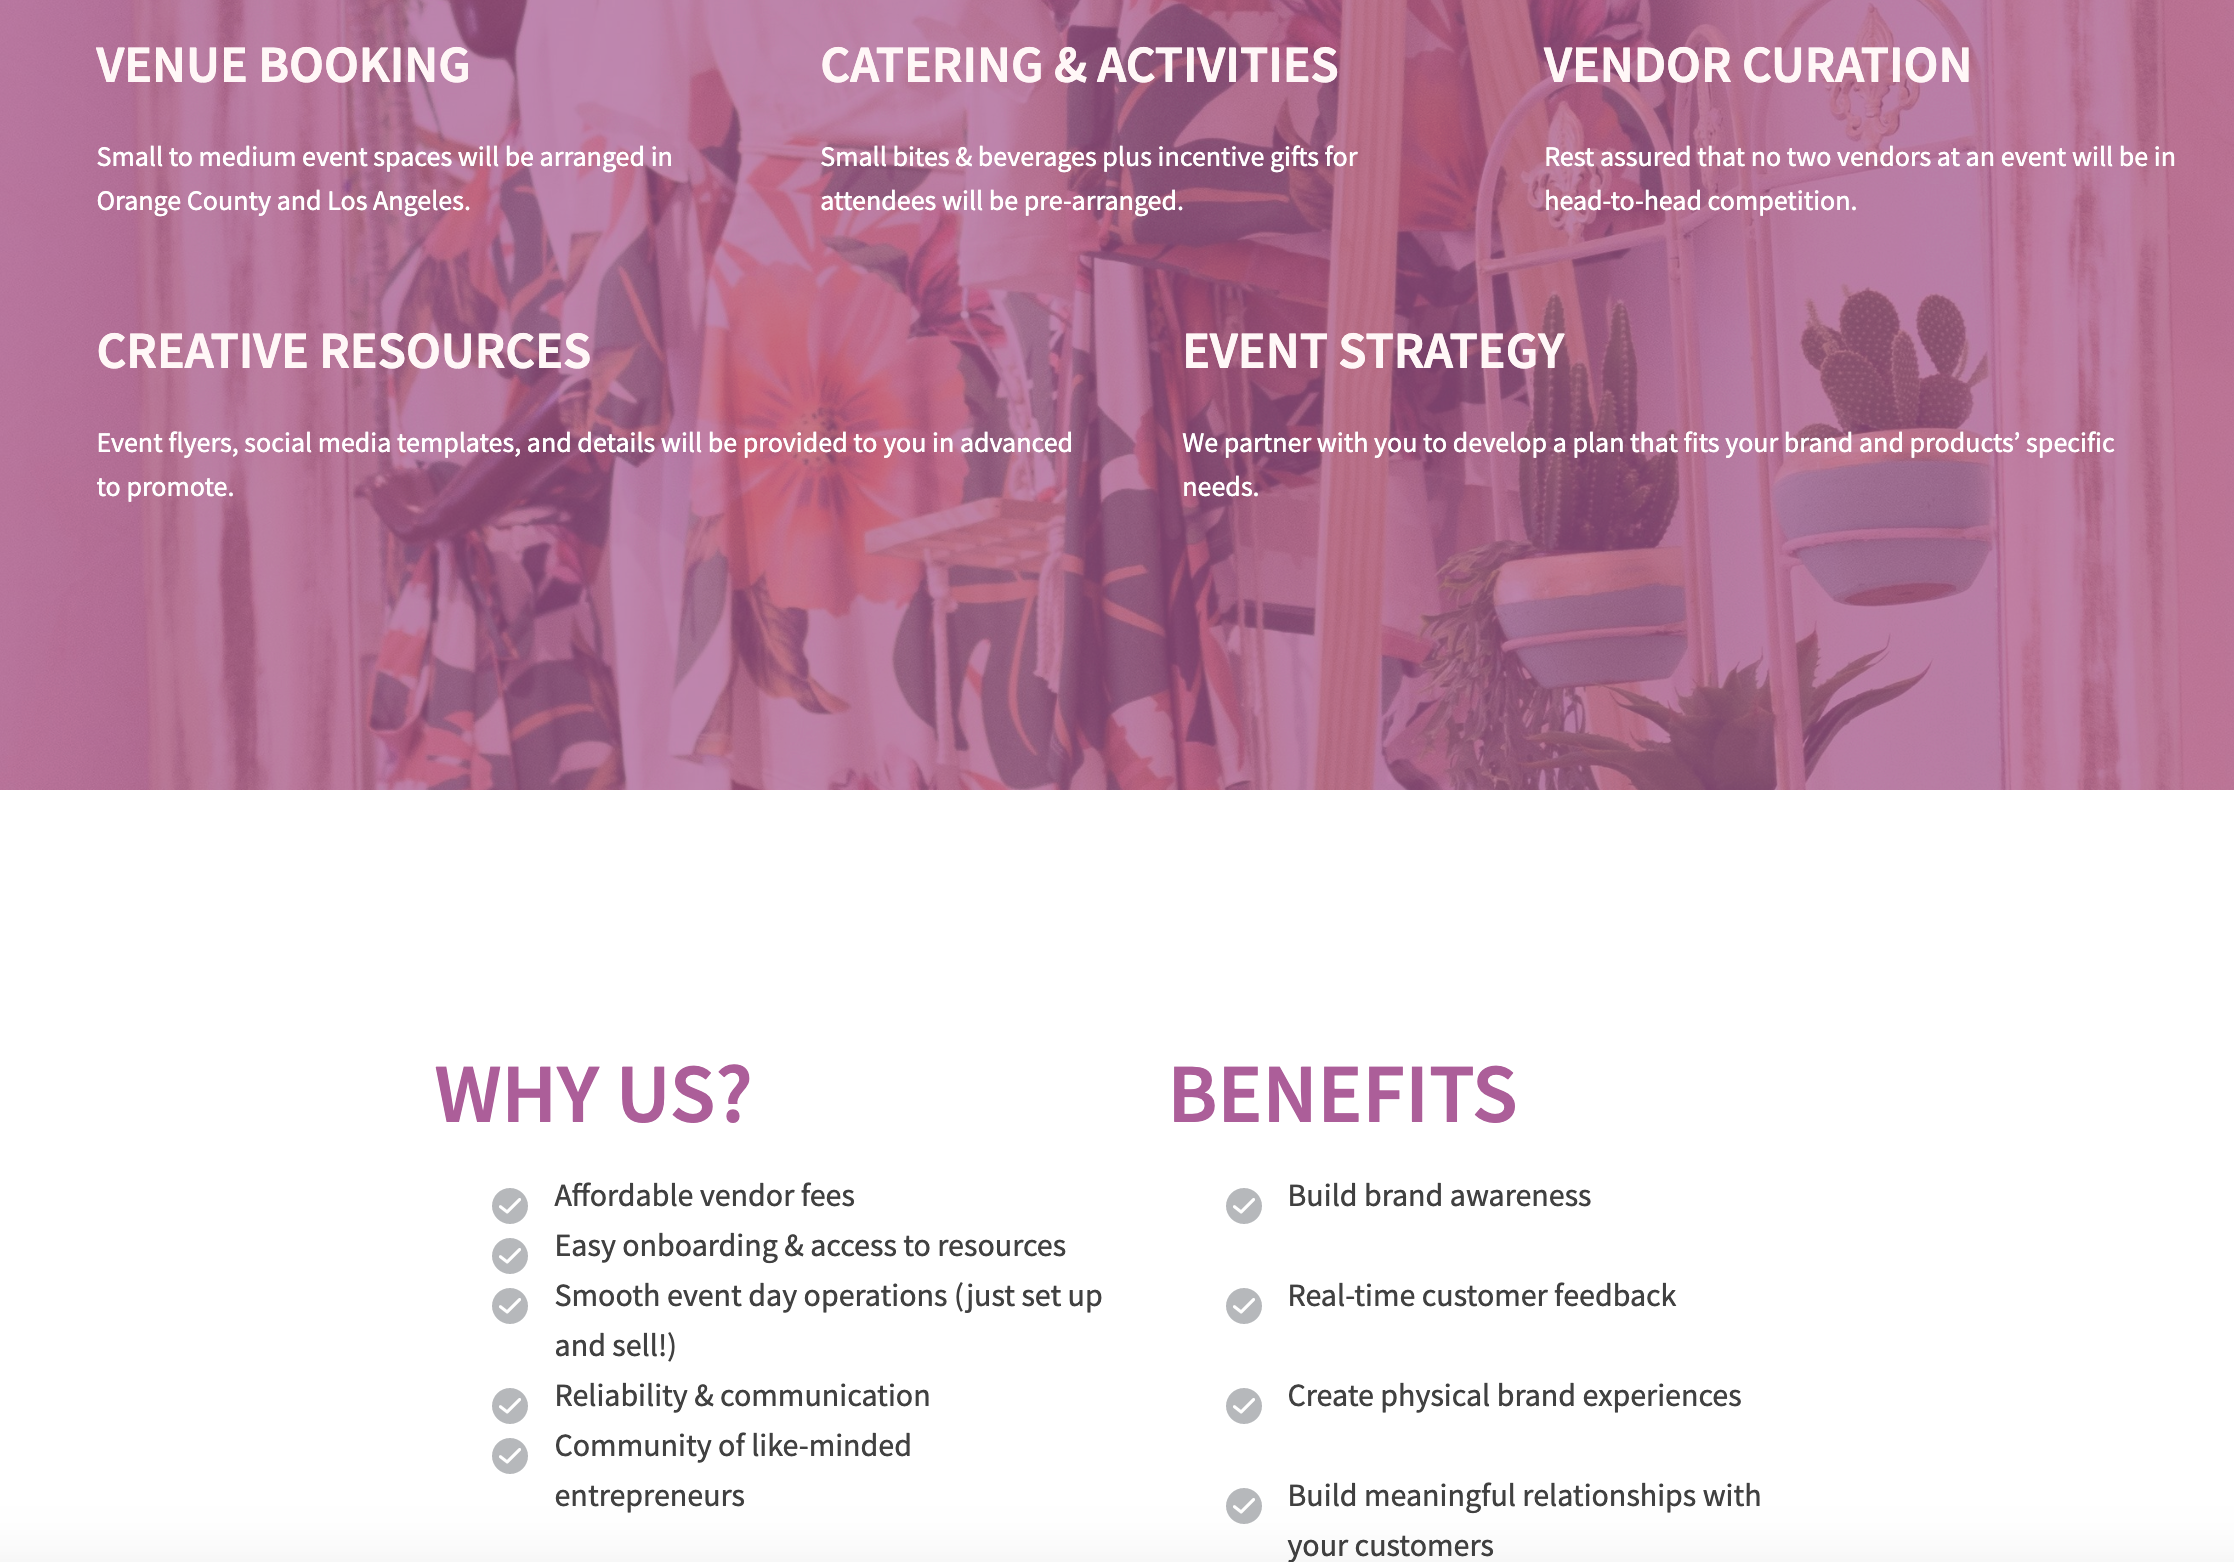 VENUE BOOKING
Small to medium event spaces will be arranged in
Orange County and Los Angeles.
CATERING & ACTIVITIES
Small bites & beverages plus incentive gifts for
attendees will be pre-arranged.
VENDOR CURATION
Rest assured that no two vendors at an event will be in
head-to-head competition.
CREATIVE RESOURCES
Event flyers, social media templates, and details will be provided to you in advanced
to promote.
EVENT STRATEGY
We partner with you to develop a plan that fits your brand and products’ specific
needs.
WHY US?
Affordable vendor fees
Easy onboarding & access to resources
Smooth event day operations (just set up
and sell!)
Reliability & communication
Community of like-minded
entrepreneurs
BENEFITS
Build brand awareness
Real-time customer feedback
Create physical brand experiences
Build meaningful relationships with
your customers